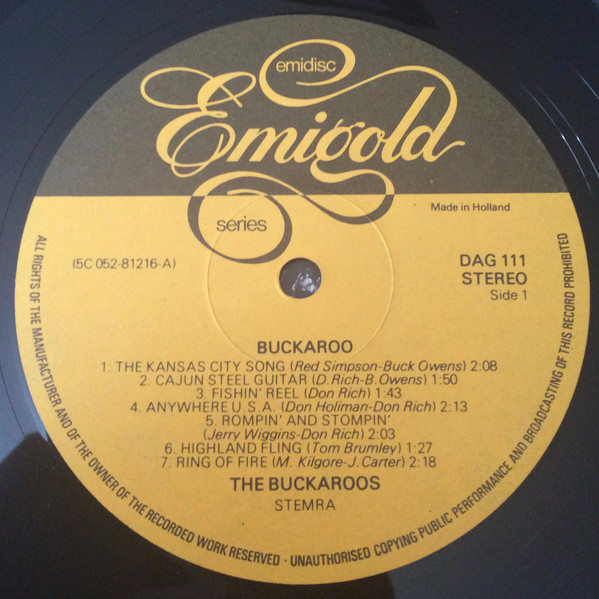 emidisc
Emigold
series
Made in Holland
(5C 052-81216-A)
DAG 111
STEREO
Side 1
BUCKAROO
1. THE KANSAS CITY SONG (Red Simpson-Buck Owens) 2:08
2. CAJUN STEEL GUITAR (D. Rich-B. Owens) 1:50
3. FISHIN' REEL (Don Rich) 1:43
4. ANYWHERE U.S.A. (Don Holiman-Don Rich) 2:13
5. ROMPIN' AND STOMPIN'
(Jerry Wiggins-Don Rich) 2:03
6. HIGHLAND FLING (Tom Brumley) 1:27
7. RING OF FIRE (M. Kilgore-J. Carter) 2:18
THE BUCKAROOS
STEMRA
ALL RIGHTS OF THE MANUFACTURER AND OF THE OWNER OF THE RECORDED WORK RESERVED · UNAUTHORISED COPYING PUBLIC PERFORMANCE AND BROADCASTING OF THIS RECORD PROHIBITED